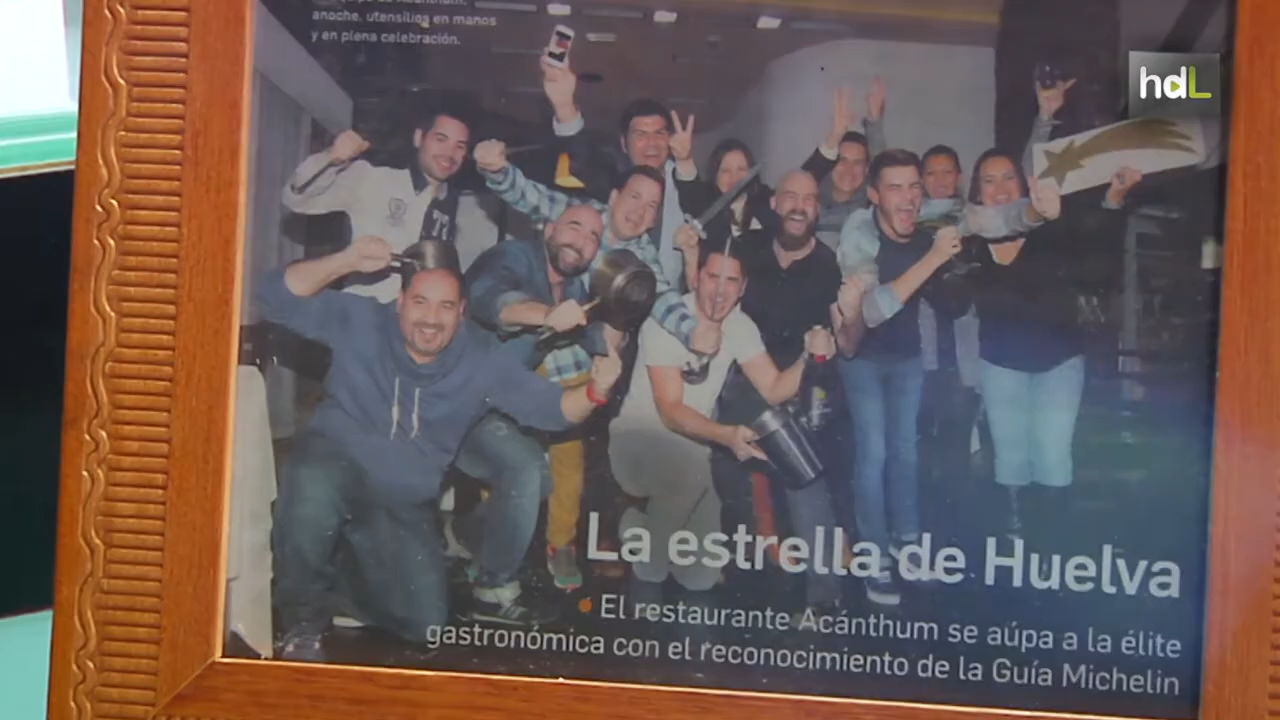 anoche, utensilios en manos
y en plena celebración.
hdL
La estrella de Huelva
El restaurante Acánthum se aúpa a la élite
gastronómica con el reconocimiento de la Guía Michelin